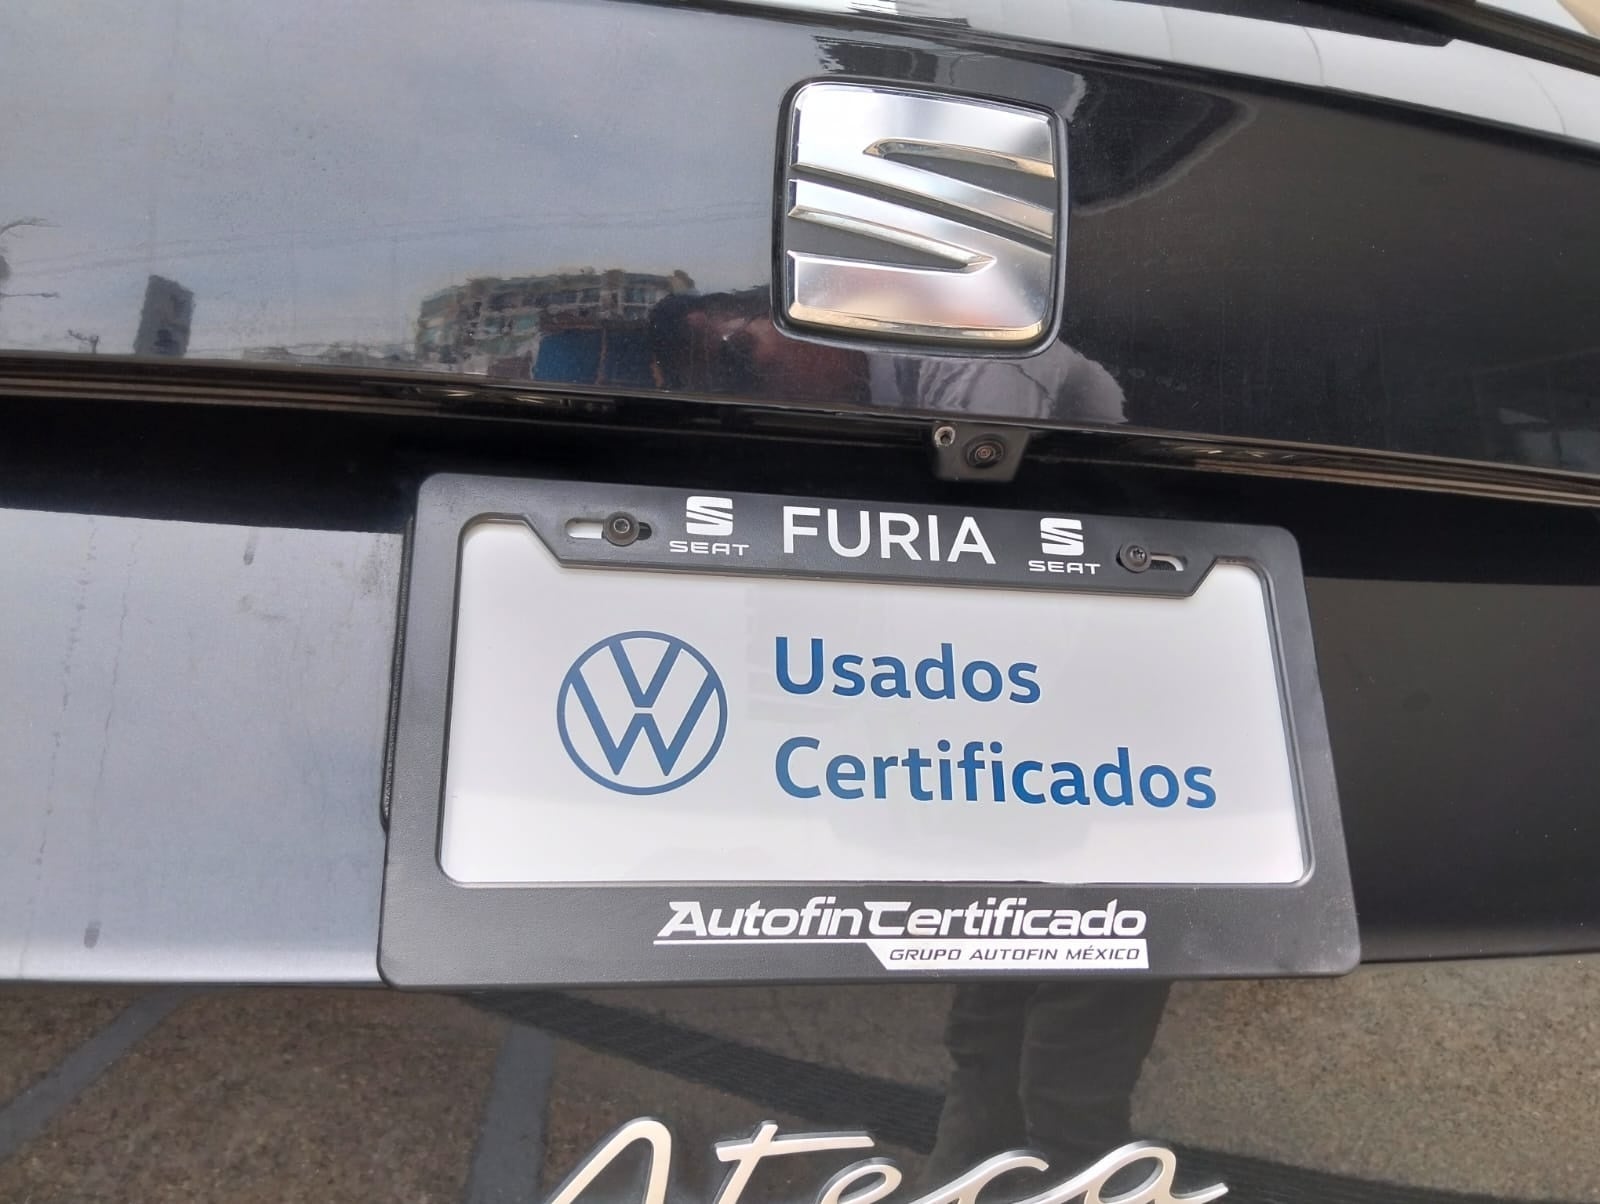 FURIA
SEAT SEAT
Usados
Certificados
AutofinCertificado
GRUPO AUTOFIN MÉXICO
Ateca